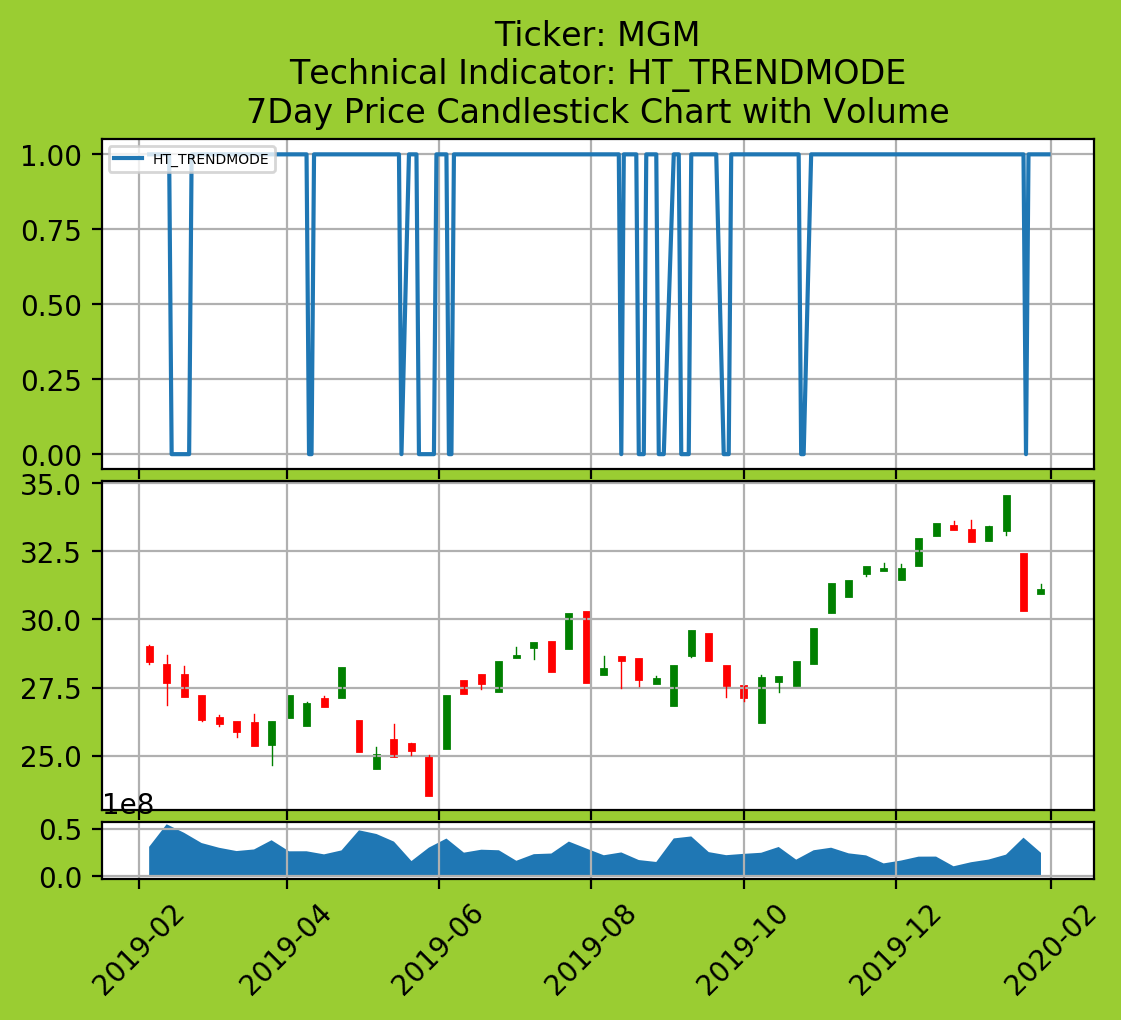 Ticker: MGM
Technical Indicator: HT_TRENDMODE
7Day Price Candlestick Chart with Volume
1.00
HT_TRENDMODE
0.75
0.50
0.25
0.00
35.0
32.5
30.0
27.5
25.0
1e8
0.5
0.0
2019-02 2019-04 2019-06 2019-08 2019-10 2019-12 2020-02